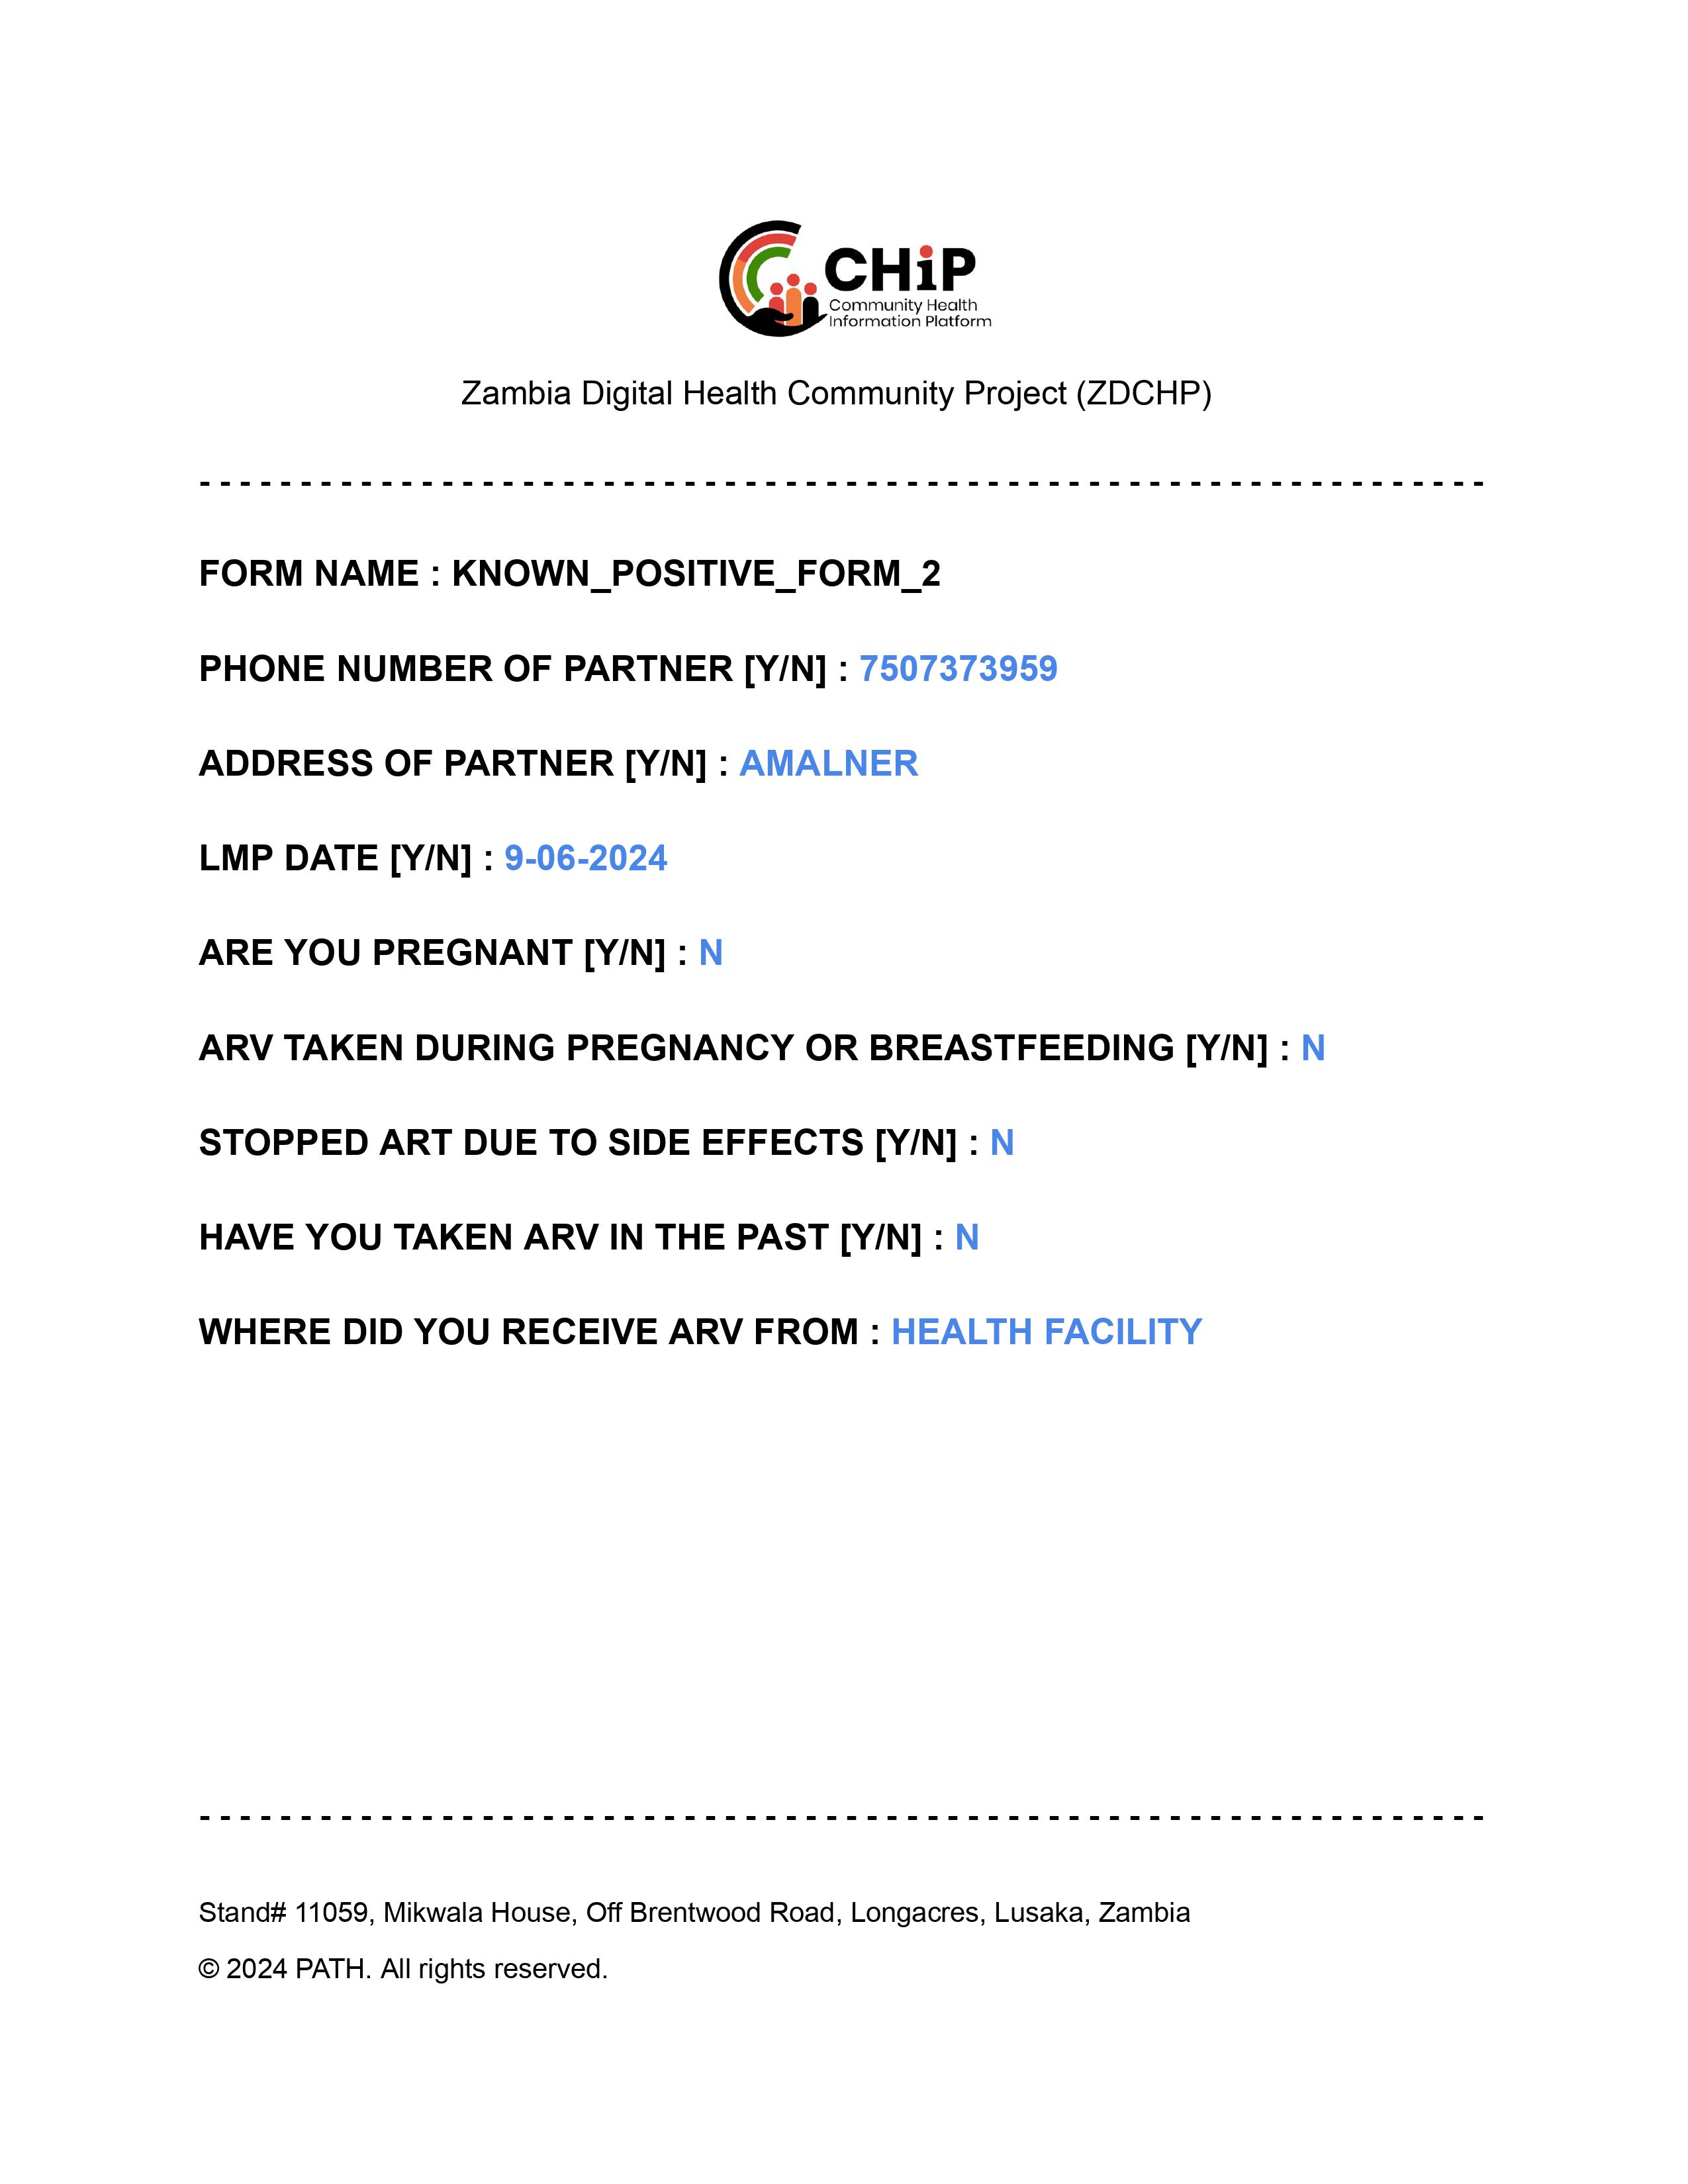 CHiP
Community Health
Information Platform
Zambia Digital Health Community Project (ZDCHP)
- - - - - - - - - - - - - - - - - - - - - - - - - - - - - - - - - - - - - - - - - - - - - - - - - - - - - - - - - - - - - - - -
FORM NAME : KNOWN_POSITIVE_FORM_2
PHONE NUMBER OF PARTNER [Y/N] : 7507373959
ADDRESS OF PARTNER [Y/N] : AMALNER
LMP DATE [Y/N] : 9-06-2024
ARE YOU PREGNANT [Y/N] : N
ARV TAKEN DURING PREGNANCY OR BREASTFEEDING [Y/N] : N
STOPPED ART DUE TO SIDE EFFECTS [Y/N] : N
HAVE YOU TAKEN ARV IN THE PAST [Y/N] : N
WHERE DID YOU RECEIVE ARV FROM : HEALTH FACILITY
- - - - - - - - - - - - - - - - - - - - - - - - - - - - - - - - - - - - - - - - - - - - - - - - - - - - - - - - - - - - - - - -
Stand# 11059, Mikwala House, Off Brentwood Road, Longacres, Lusaka, Zambia
© 2024 PATH. All rights reserved.